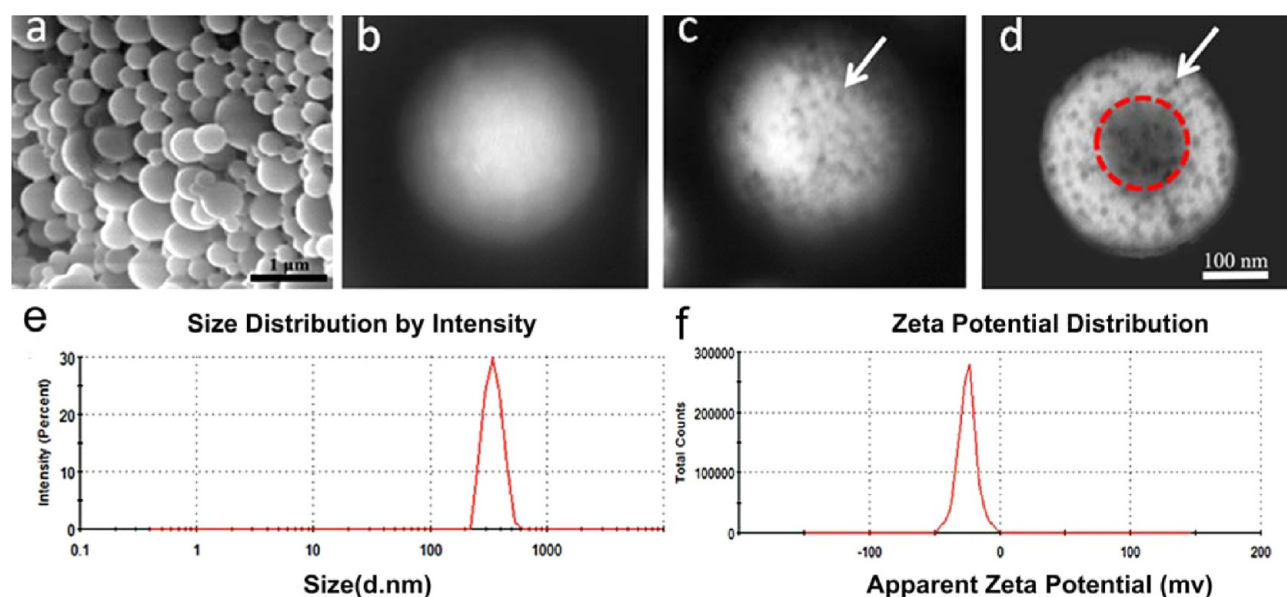 a
b
c
d
1 µm
100 nm
e
Size Distribution by Intensity
Intensity (Percent)
30
20
10
0
0.1
1
10
100
1000
Size(d.nm)
f
Zeta Potential Distribution
Total Counts
300000
200000
100000
0
-100
0
100
200
Apparent Zeta Potential (mv)